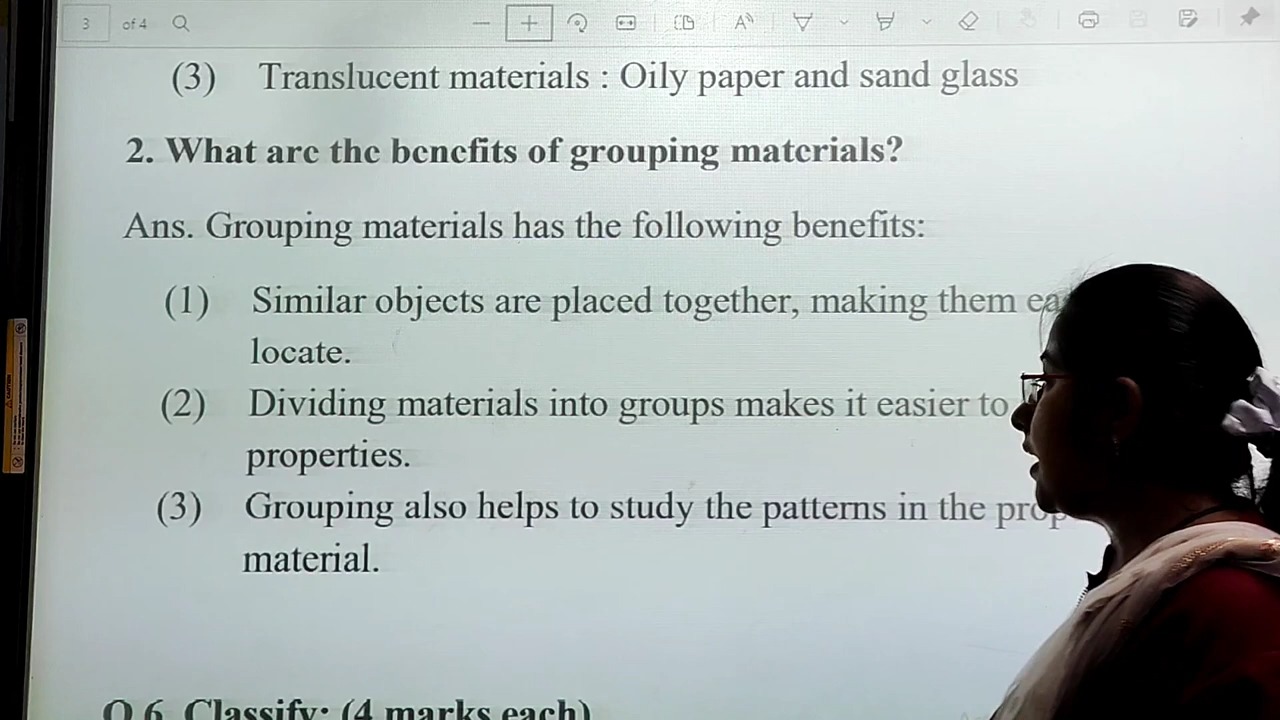 3 of 4
(3) Translucent materials : Oily paper and sand glass
2. What are the benefits of grouping materials?
Ans. Grouping materials has the following benefits:
(1) Similar objects are placed together, making them
locate.
(2) Dividing materials into groups makes it easier to
properties.
(3) Grouping also helps to study the patterns in the
material.
Q 6. Classify: (4 marks each)